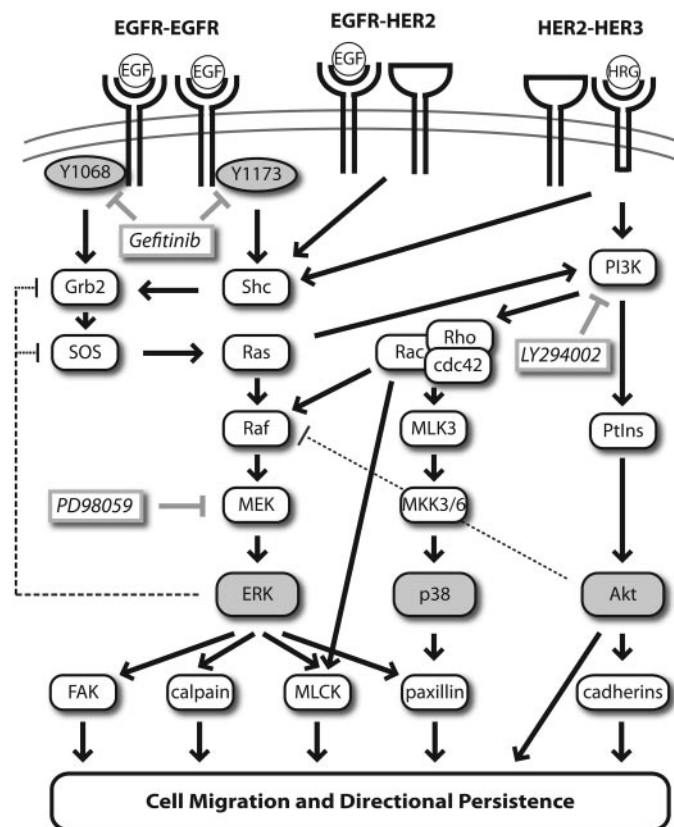 EGFR-EGFR
EGFR-HER2
HER2-HER3
EGF
EGF
EGF
HRG
Y1068
Y1173
Gefitinib
Grb2
Shc
PI3K
SOS
Ras
Rac
Rho
cdc42
LY294002
Raf
MLK3
PtIns
PD98059
MEK
MKK3/6
ERK
p38
Akt
FAK
calpain
MLCK
paxillin
cadherins
Cell Migration and Directional Persistence